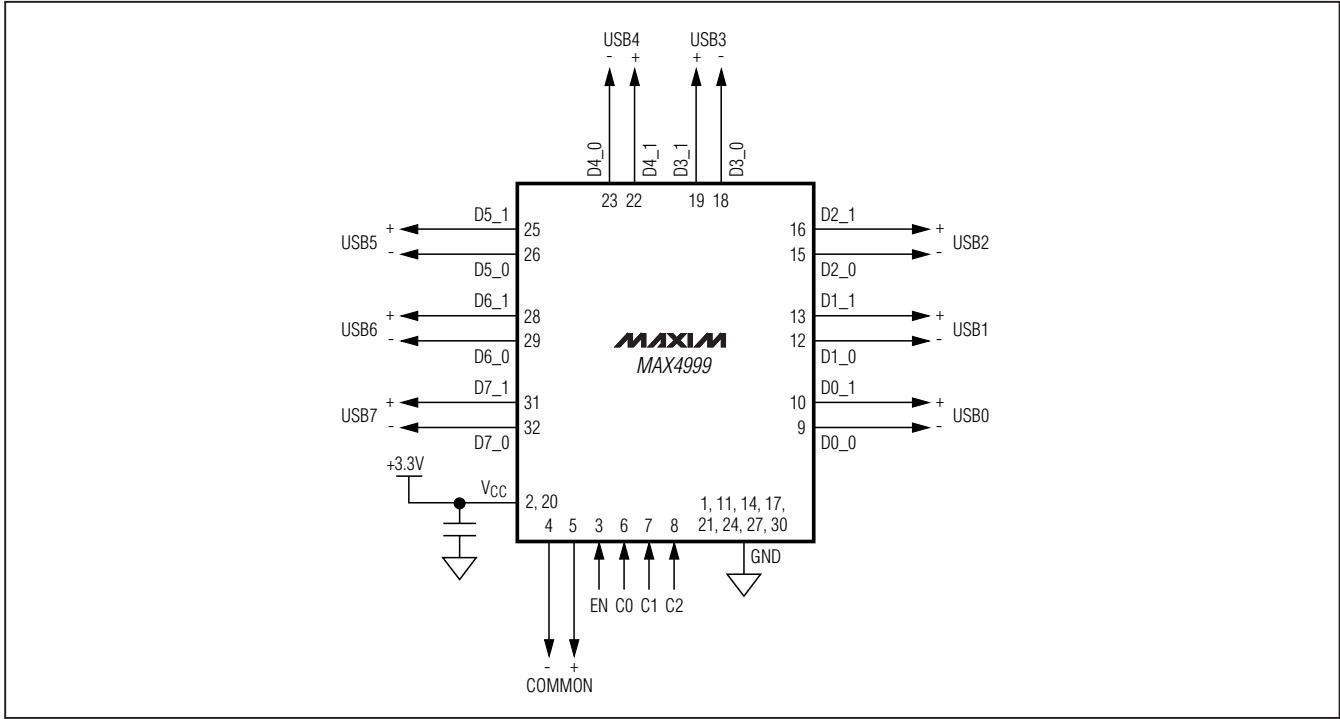 USB4 USB3
- + + -
D4_0 D4_1 D3_1 D3_0
23 22 19 18
D5_1 25 16 D2_1
+ +
USB5 USB2
- 26 15 -
D5_0 D2_0
D6_1 28 13 D1_1
+ +
USB6 USB1
- 29 12 -
D6_0 D1_0
MAXIM
MAX4999
D7_1 31 10 D0_1
+ +
USB7 USB0
- 32 9 -
D7_0 D0_0
+3.3V
VCC 2, 20
1, 11, 14, 17,
21, 24, 27, 30
4 5 3 6 7 8
GND
EN C0 C1 C2
- +
COMMON